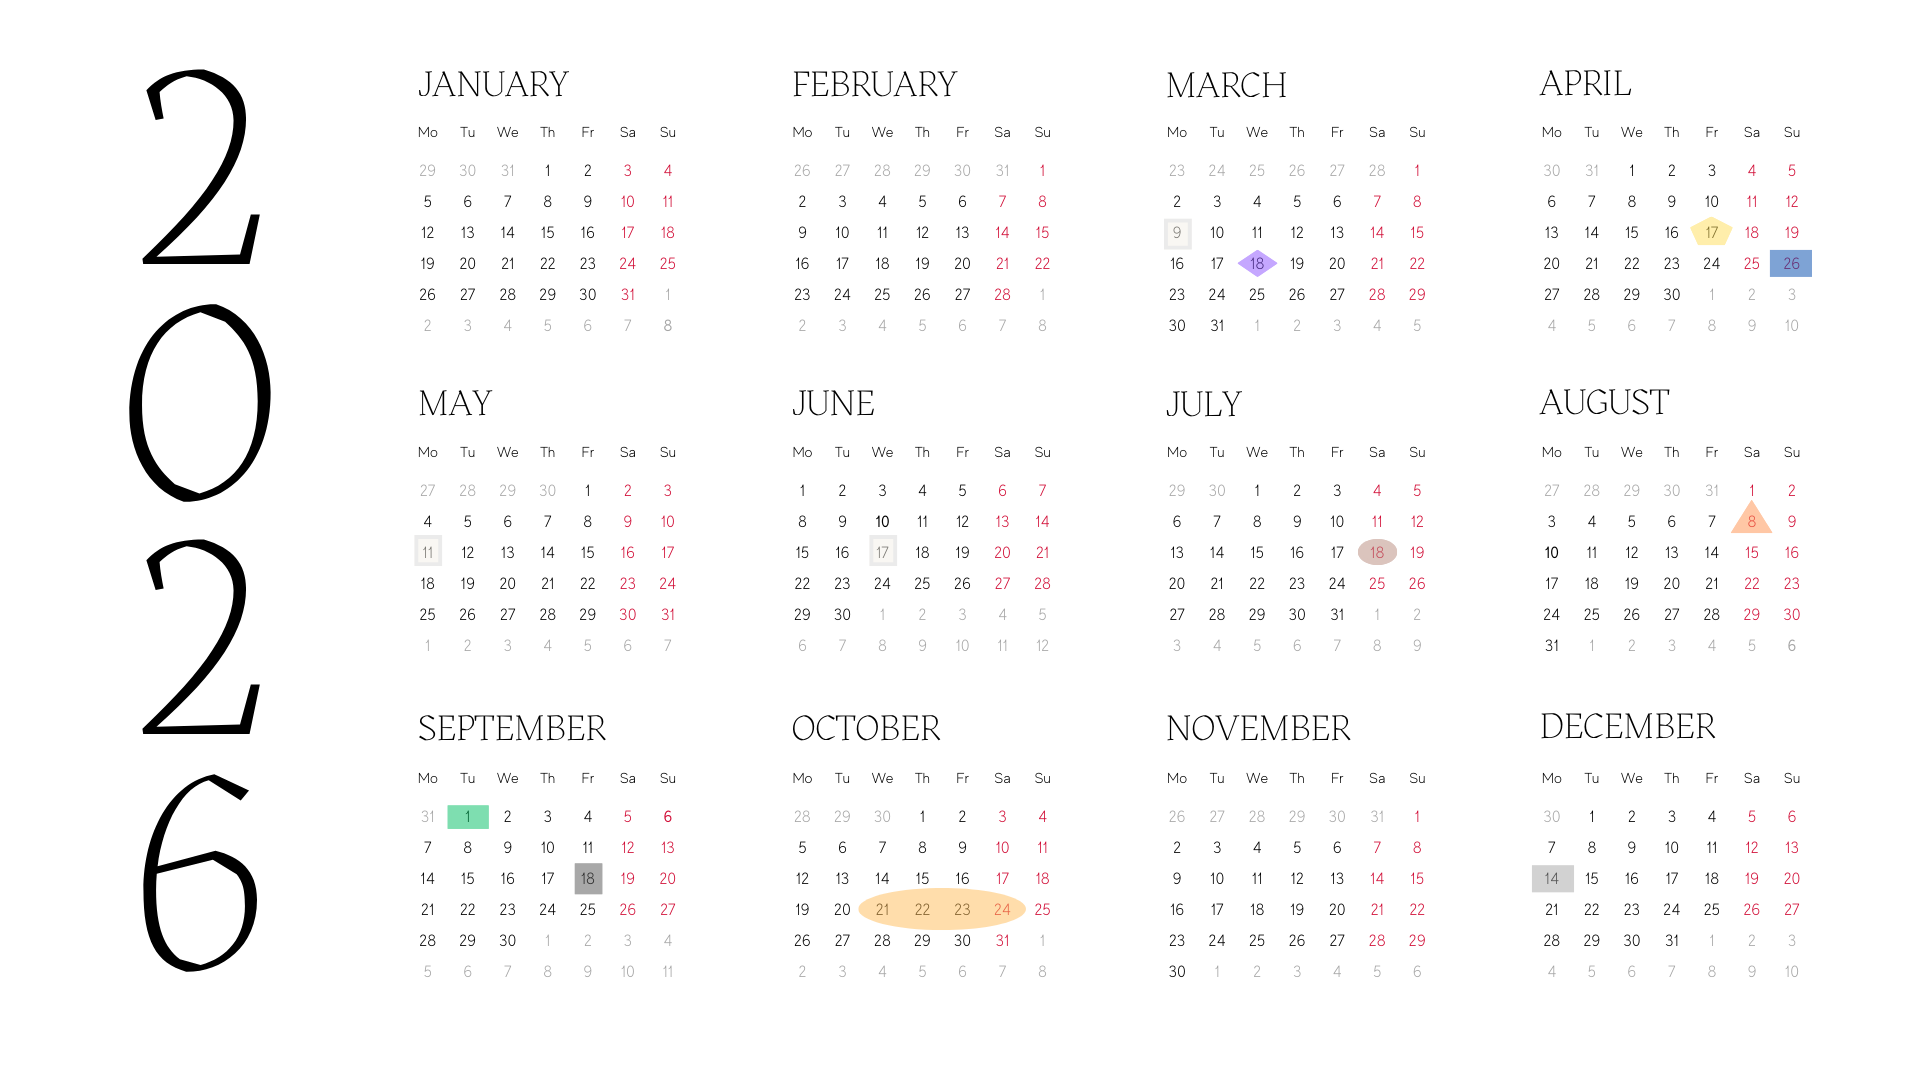 2
0
2
6
JANUARY
Mo Tu We Th Fr Sa Su
29 30 31 1 2 3 4
5 6 7 8 9 10 11
12 13 14 15 16 17 18
19 20 21 22 23 24 25
26 27 28 29 30 31 1
2 3 4 5 6 7 8
FEBRUARY
Mo Tu We Th Fr Sa Su
26 27 28 29 30 31 1
2 3 4 5 6 7 8
9 10 11 12 13 14 15
16 17 18 19 20 21 22
23 24 25 26 27 28 1
2 3 4 5 6 7 8
MARCH
Mo Tu We Th Fr Sa Su
23 24 25 26 27 28 1
2 3 4 5 6 7 8
9 10 11 12 13 14 15
16 17 18 19 20 21 22
23 24 25 26 27 28 29
30 31 1 2 3 4 5
APRIL
Mo Tu We Th Fr Sa Su
30 31 1 2 3 4 5
6 7 8 9 10 11 12
13 14 15 16 17 18 19
20 21 22 23 24 25 26
27 28 29 30 1 2 3
4 5 6 7 8 9 10
MAY
Mo Tu We Th Fr Sa Su
27 28 29 30 1 2 3
4 5 6 7 8 9 10
11 12 13 14 15 16 17
18 19 20 21 22 23 24
25 26 27 28 29 30 31
1 2 3 4 5 6 7
JUNE
Mo Tu We Th Fr Sa Su
1 2 3 4 5 6 7
8 9 10 11 12 13 14
15 16 17 18 19 20 21
22 23 24 25 26 27 28
29 30 1 2 3 4 5
6 7 8 9 10 11 12
JULY
Mo Tu We Th Fr Sa Su
29 30 1 2 3 4 5
6 7 8 9 10 11 12
13 14 15 16 17 18 19
20 21 22 23 24 25 26
27 28 29 30 31 1 2
3 4 5 6 7 8 9
AUGUST
Mo Tu We Th Fr Sa Su
27 28 29 30 31 1 2
3 4 5 6 7 8 9
10 11 12 13 14 15 16
17 18 19 20 21 22 23
24 25 26 27 28 29 30
31 1 2 3 4 5 6
SEPTEMBER
Mo Tu We Th Fr Sa Su
31 1 2 3 4 5 6
7 8 9 10 11 12 13
14 15 16 17 18 19 20
21 22 23 24 25 26 27
28 29 30 1 2 3 4
5 6 7 8 9 10 11
OCTOBER
Mo Tu We Th Fr Sa Su
28 29 30 1 2 3 4
5 6 7 8 9 10 11
12 13 14 15 16 17 18
19 20 21 22 23 24 25
26 27 28 29 30 31 1
2 3 4 5 6 7 8
NOVEMBER
Mo Tu We Th Fr Sa Su
26 27 28 29 30 31 1
2 3 4 5 6 7 8
9 10 11 12 13 14 15
16 17 18 19 20 21 22
23 24 25 26 27 28 29
30 1 2 3 4 5 6
DECEMBER
Mo Tu We Th Fr Sa Su
30 1 2 3 4 5 6
7 8 9 10 11 12 13
14 15 16 17 18 19 20
21 22 23 24 25 26 27
28 29 30 31 1 2 3
4 5 6 7 8 9 10